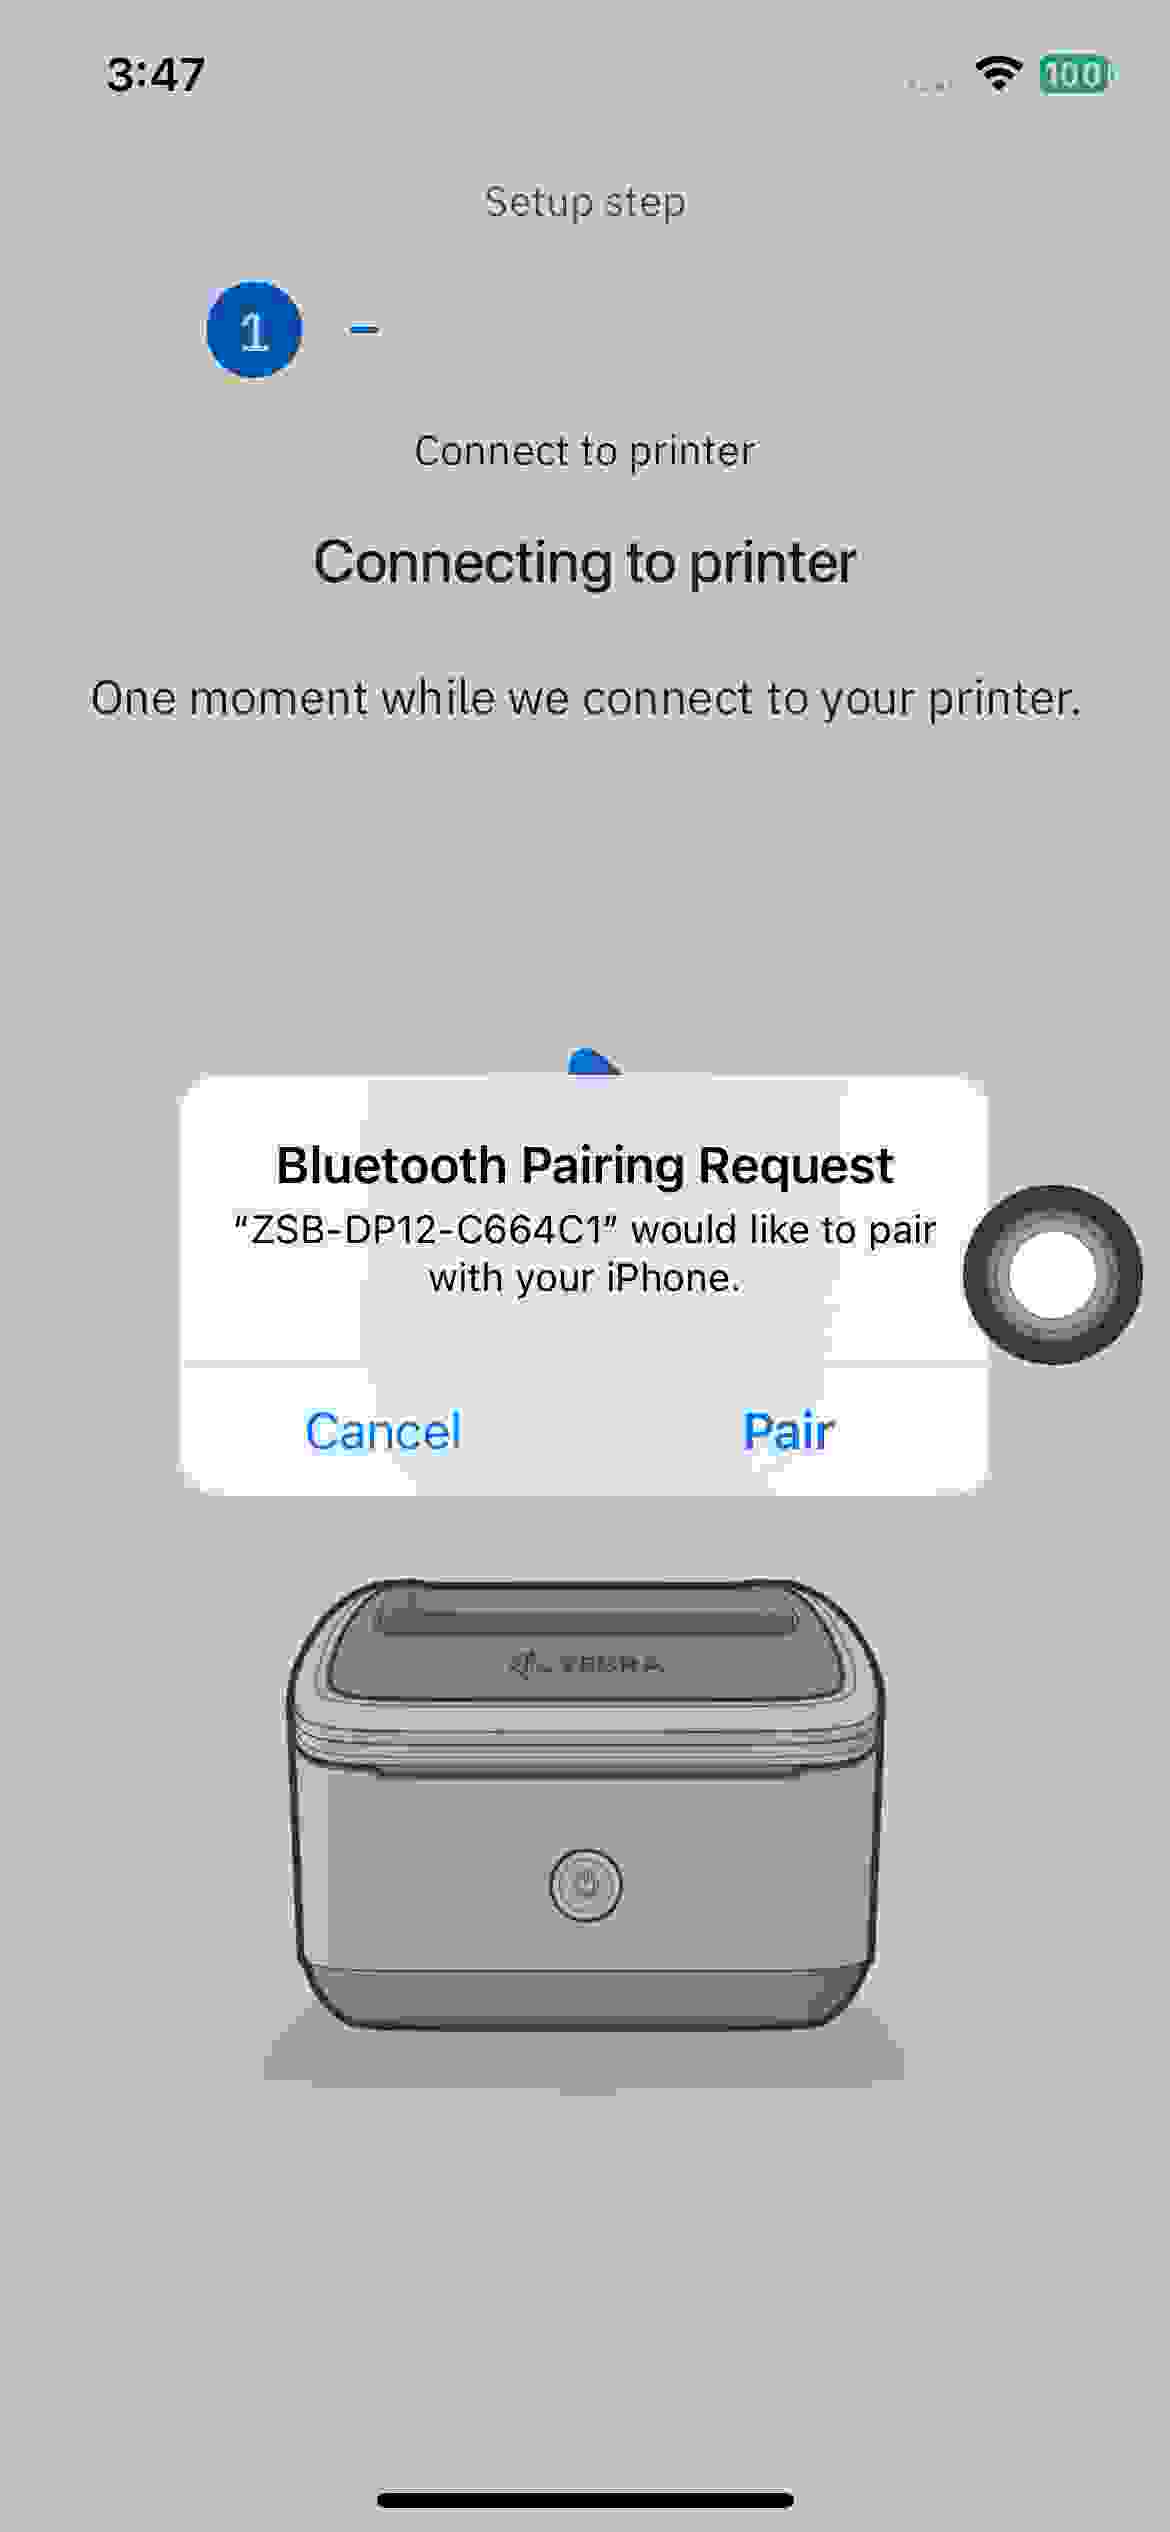 3:47
100
Setup step
1
Connect to printer
Connecting to printer
One moment while we connect to your printer.
Bluetooth Pairing Request
"ZSB-DP12-C664C1" would like to pair
with your iPhone.
Cancel
Pair
ZEBRA